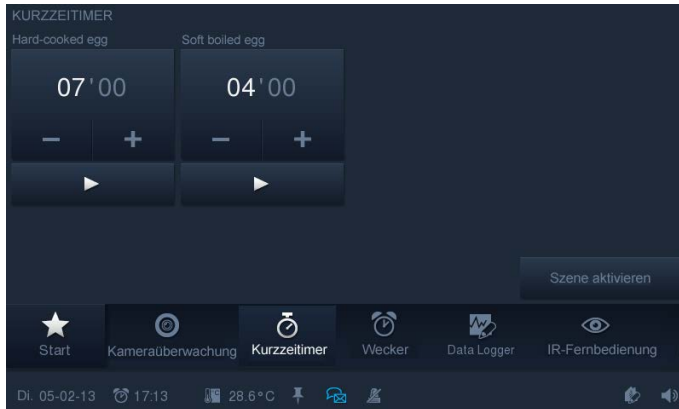 KURZZEITIMER
Hard-cooked egg Soft boiled egg
07'00 04'00
− + − +
Szene aktivieren
Start Kameraüberwachung Kurzzeitimer Wecker Data Logger IR-Fernbedienung
Di. 05-02-13 17:13 28.6°C